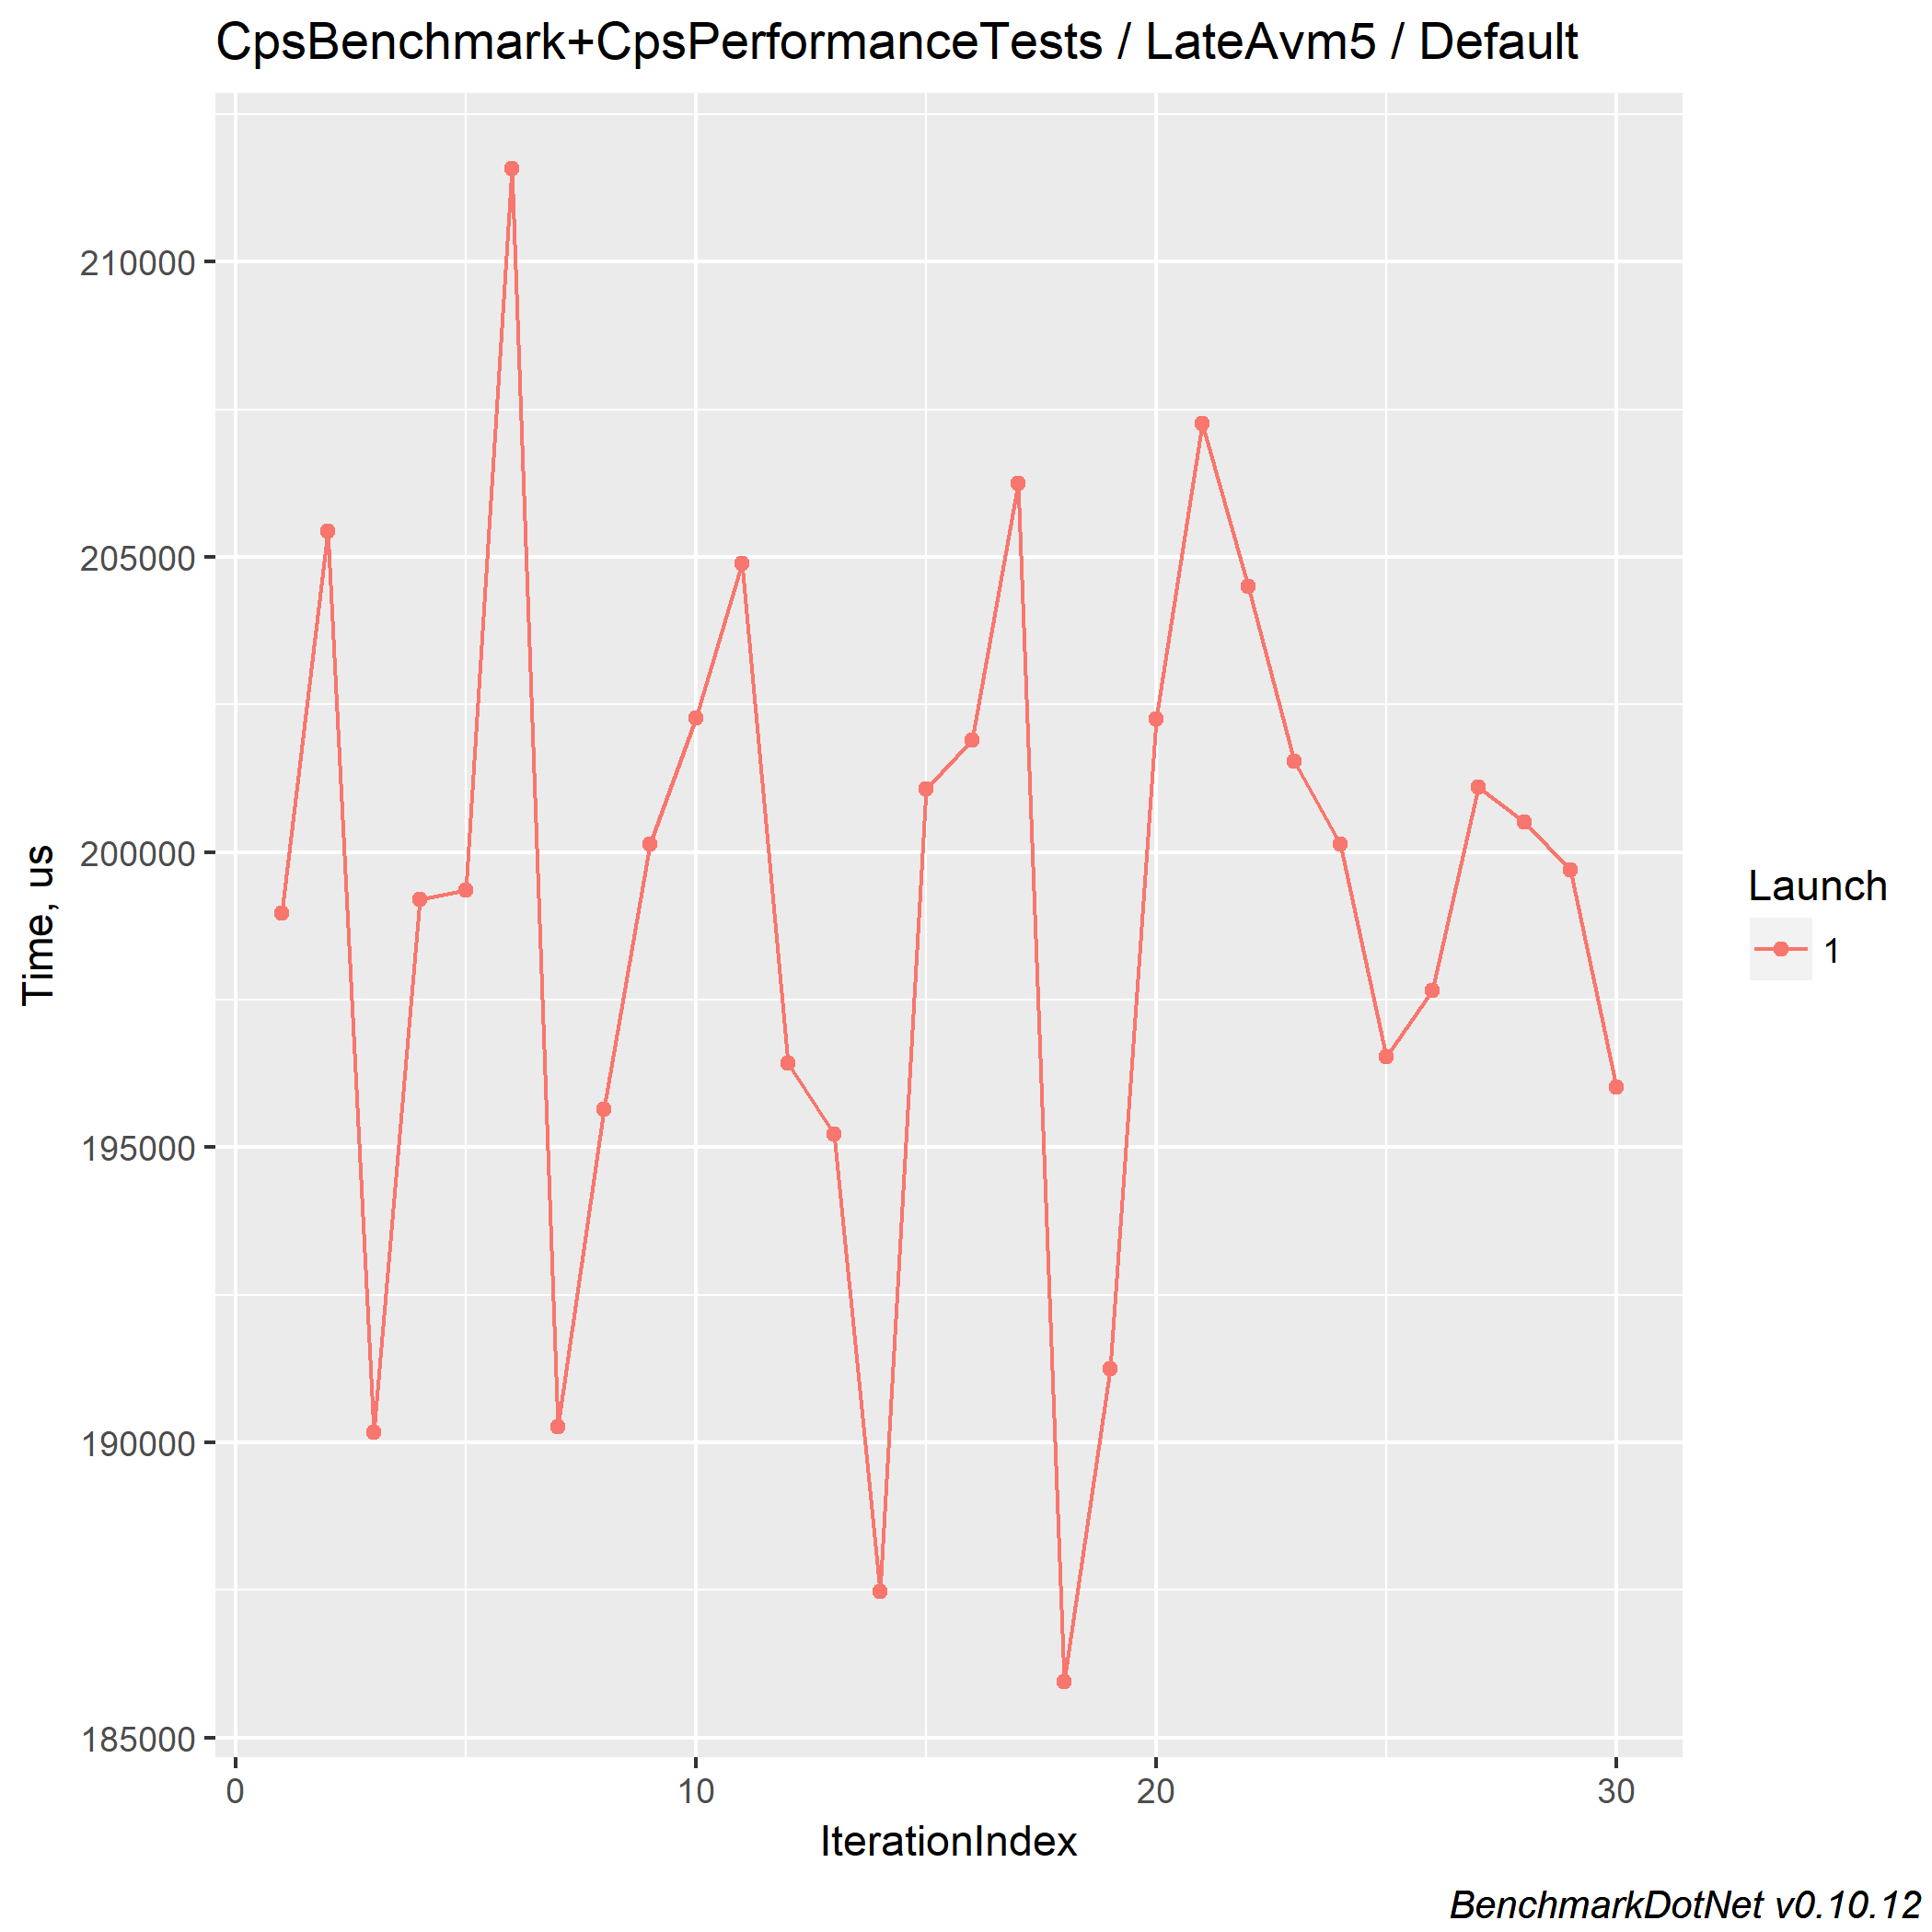 CpsBenchmark+CpsPerformanceTests / LateAvm5 / Default
210000
205000
200000
195000
190000
185000
Time, us
0 10 20 30
IterationIndex
Launch
1
BenchmarkDotNet v0.10.12